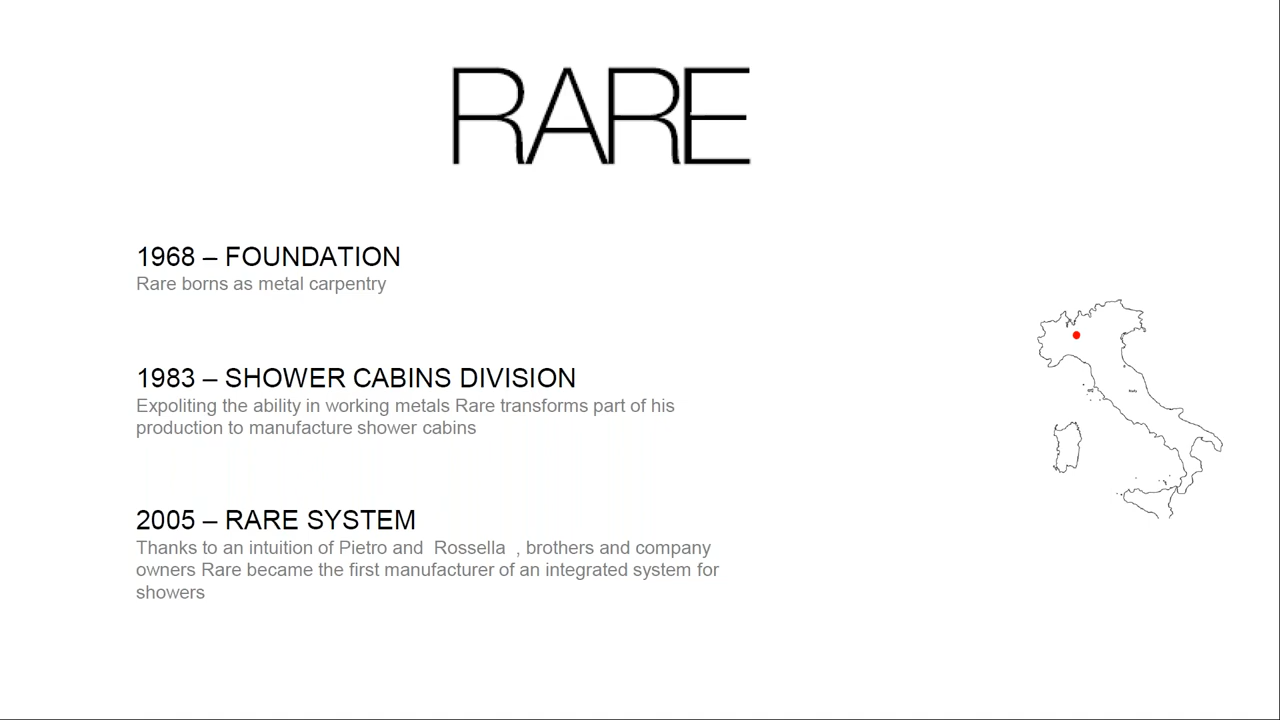 RARE
1968 – FOUNDATION
Rare borns as metal carpentry
1983 – SHOWER CABINS DIVISION
Expoliting the ability in working metals Rare transforms part of his
production to manufacture shower cabins
2005 – RARE SYSTEM
Thanks to an intuition of Pietro and  Rossella  , brothers and company
owners Rare became the first manufacturer of an integrated system for
showers